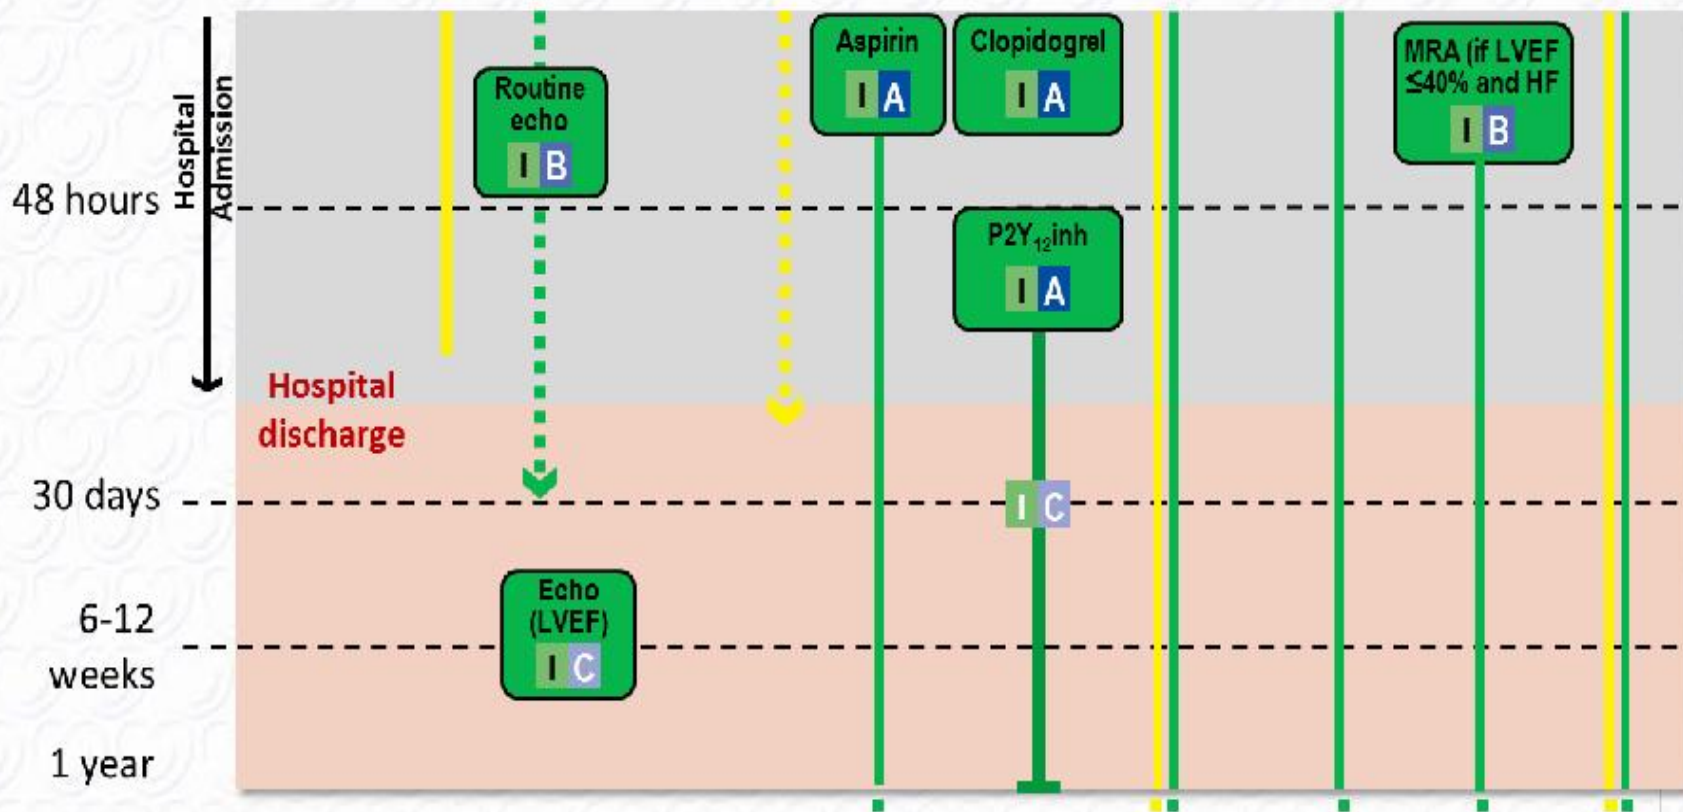 Hospital
Admission
Aspirin
I A
Clopidogrel
I A
MRA (if LVEF
≤40% and HF
I B
Routine
echo
I B
48 hours
P2Y₁₂inh
I A
Hospital
discharge
30 days
I C
Echo
(LVEF)
I C
6-12
weeks
1 year